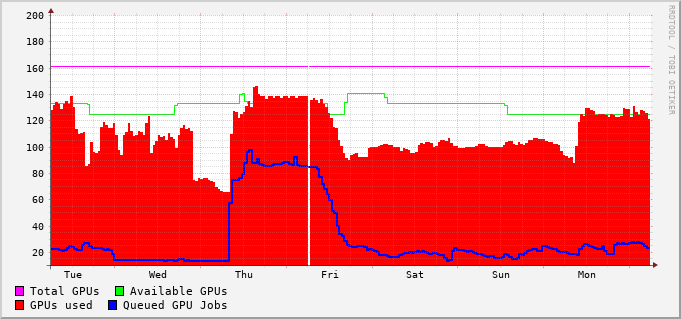 200
180
160
140
120
100
80
60
40
20
Tue Wed Thu Fri Sat Sun Mon
Total GPUs Available GPUs
GPUs used Queued GPU Jobs
RRDTOOL / TOBI OETIKER